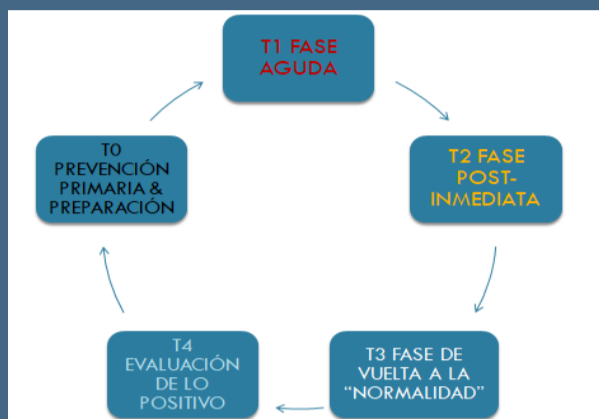 T1 FASE
AGUDA
T0
PREVENCIÓN
PRIMARIA &
PREPARACIÓN
T2 FASE
POST-
INMEDIATA
T4
EVALUACIÓN
DE LO
POSITIVO
T3 FASE DE
VUELTA A LA
“NORMALIDAD”